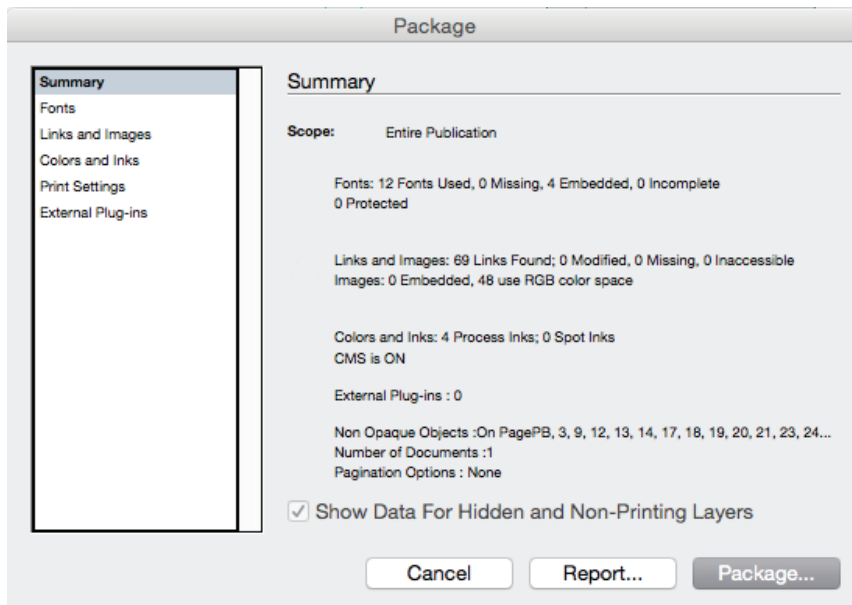 Package
Summary
Fonts
Links and Images
Colors and Inks
Print Settings
External Plug-ins
Summary
Scope: Entire Publication
Fonts: 12 Fonts Used, 0 Missing, 4 Embedded, 0 Incomplete
0 Protected
Links and Images: 69 Links Found; 0 Modified, 0 Missing, 0 Inaccessible
Images: 0 Embedded, 48 use RGB color space
Colors and Inks: 4 Process Inks; 0 Spot Inks
CMS is ON
External Plug-ins : 0
Non Opaque Objects :On PagePB, 3, 9, 12, 13, 14, 17, 18, 19, 20, 21, 23, 24...
Number of Documents :1
Pagination Options : None
Show Data For Hidden and Non-Printing Layers
Cancel Report... Package...